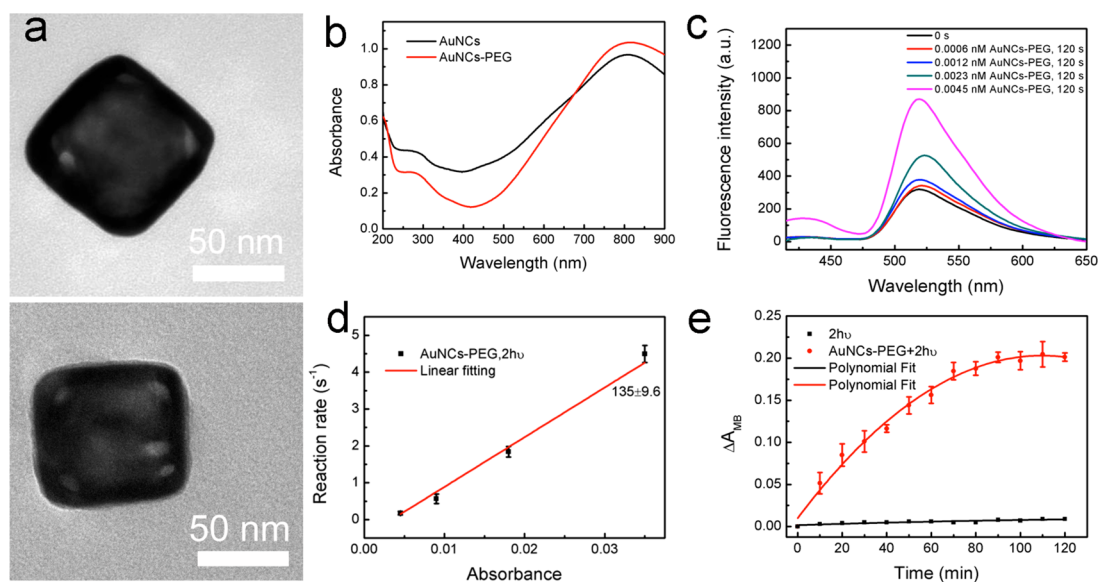 a
50 nm
50 nm
b
AuNCs
AuNCs-PEG
1.0
0.8
0.6
0.4
0.2
0.0
Absorbance
200 300 400 500 600 700 800 900
Wavelength (nm)
c
0 s
0.0006 nM AuNCs-PEG, 120 s
0.0012 nM AuNCs-PEG, 120 s
0.0023 nM AuNCs-PEG, 120 s
0.0045 nM AuNCs-PEG, 120 s
1200
1050
900
750
600
450
300
150
0
Fluorescence intensity (a.u.)
450 500 550 600 650
Wavelength (nm)
d
AuNCs-PEG,2hυ
Linear fitting
135±9.6
5
4
3
2
1
0
Reaction rate (s⁻¹)
0.00 0.01 0.02 0.03
Absorbance
e
2hυ
AuNCs-PEG+2hυ
Polynomial Fit
Polynomial Fit
0.25
0.20
0.15
0.10
0.05
0.00
ΔA_MB
0 20 40 60 80 100 120
Time (min)